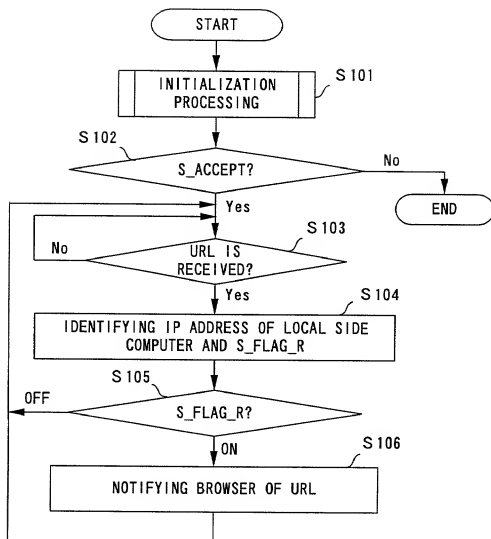 START
S101
INITIALIZATION
PROCESSING
S102
S_ACCEPT?
No
Yes
END
S103
No
URL IS
RECEIVED?
Yes
S104
IDENTIFYING IP ADDRESS OF LOCAL SIDE
COMPUTER AND S_FLAG_R
S105
OFF
S_FLAG_R?
ON
S106
NOTIFYING BROWSER OF URL